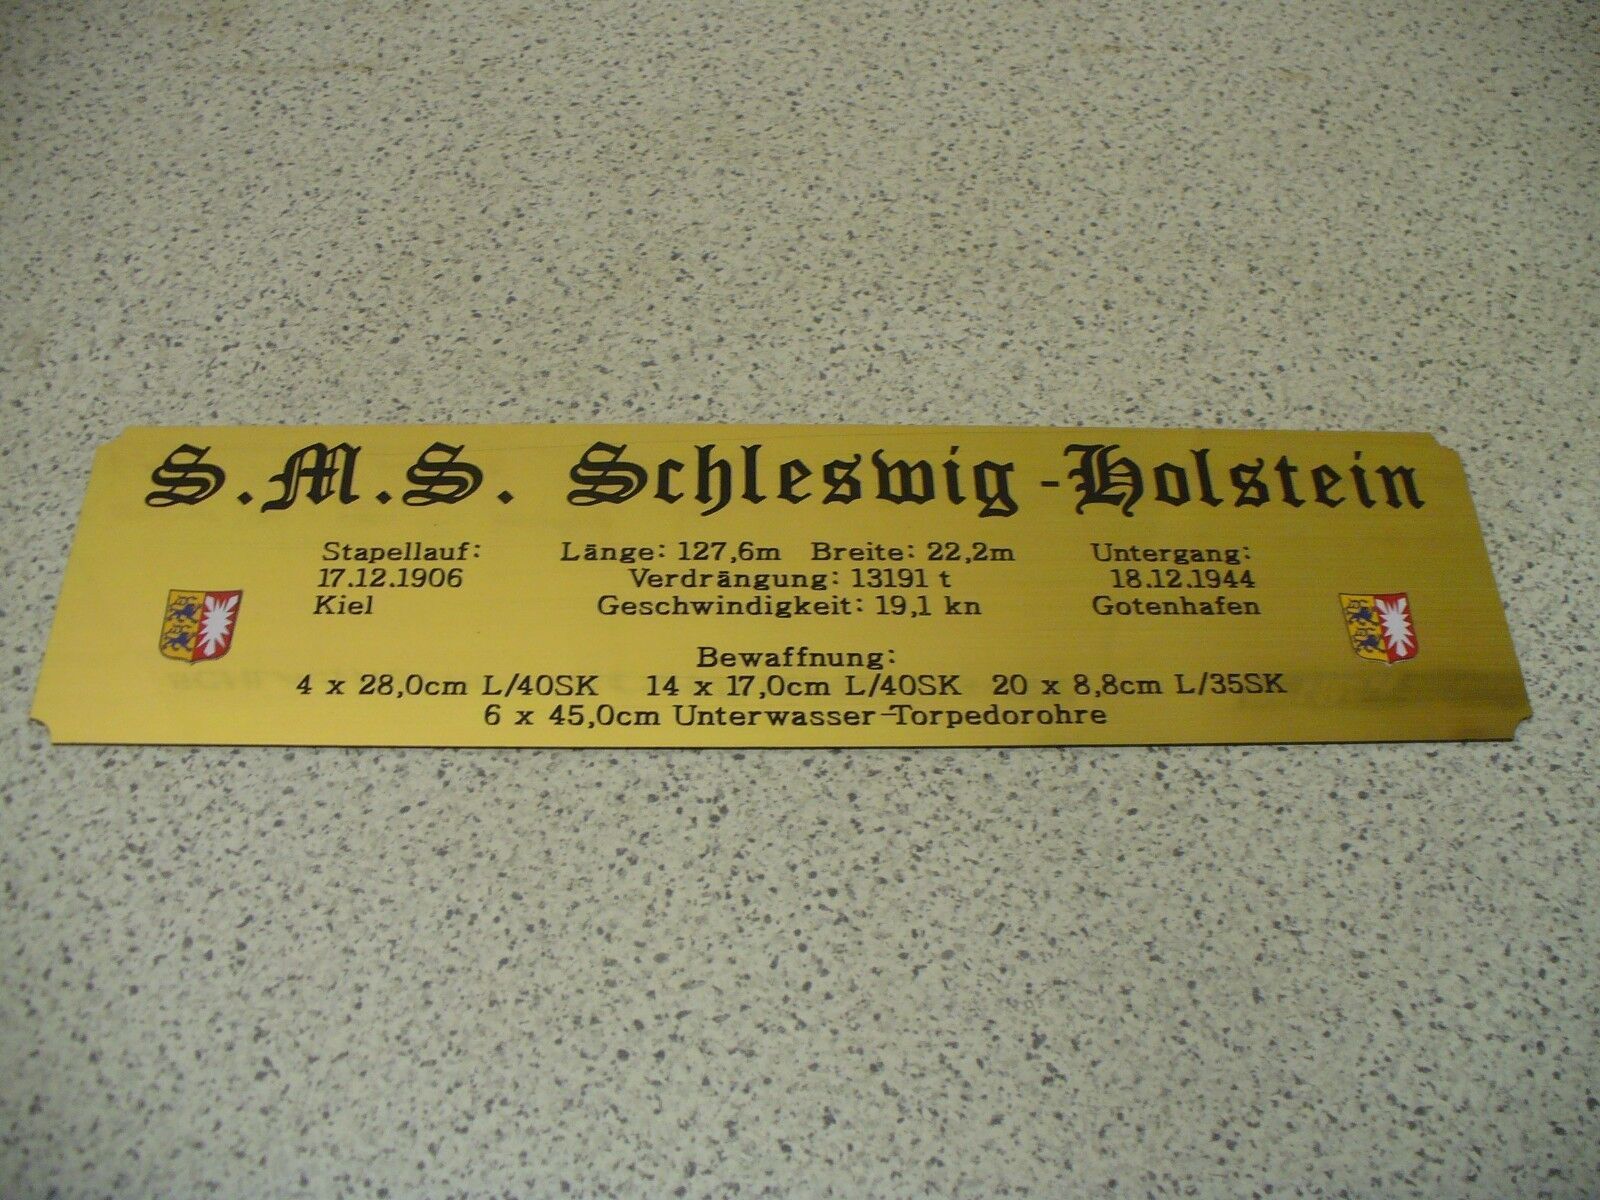 S.M.S. Schleswig-Holstein
Stapellauf: Länge: 127,6m Breite: 22,2m Untergang:
17.12.1906 Verdrängung: 13191 t 18.12.1944
Kiel Geschwindigkeit: 19,1 kn Gotenhafen
Bewaffnung:
4 x 28,0cm L/40SK 14 x 17,0cm L/40SK 20 x 8,8cm L/35SK
6 x 45,0cm Unterwasser-Torpedorohre